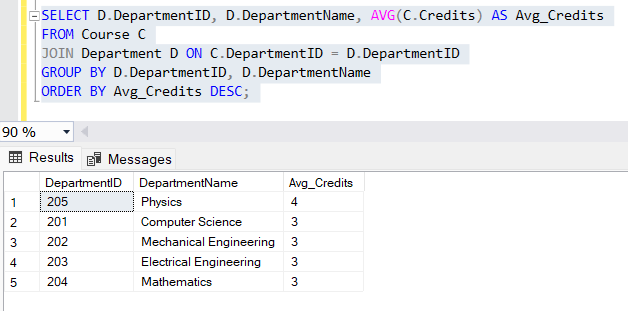 SELECT D.DepartmentID, D.DepartmentName, AVG(C.Credits) AS Avg_Credits
FROM Course C
JOIN Department D ON C.DepartmentID = D.DepartmentID
GROUP BY D.DepartmentID, D.DepartmentName
ORDER BY Avg_Credits DESC;
90 %
Results Messages
DepartmentID DepartmentName Avg_Credits
1 205 Physics 4
2 201 Computer Science 3
3 202 Mechanical Engineering 3
4 203 Electrical Engineering 3
5 204 Mathematics 3